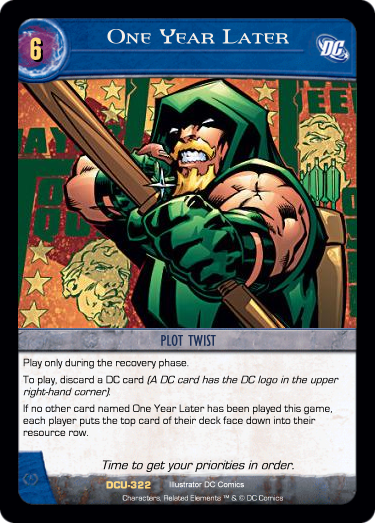 One Year Later
6
DC
PLOT TWIST
Play only during the recovery phase.
To play, discard a DC card (A DC card has the DC logo in the upper
right-hand corner).
If no other card named One Year Later has been played this game,
each player puts the top card of their deck face down into their
resource row.
Time to get your priorities in order.
DCU-322 Illustrator DC Comics
Characters, Related Elements ™ & © DC Comics